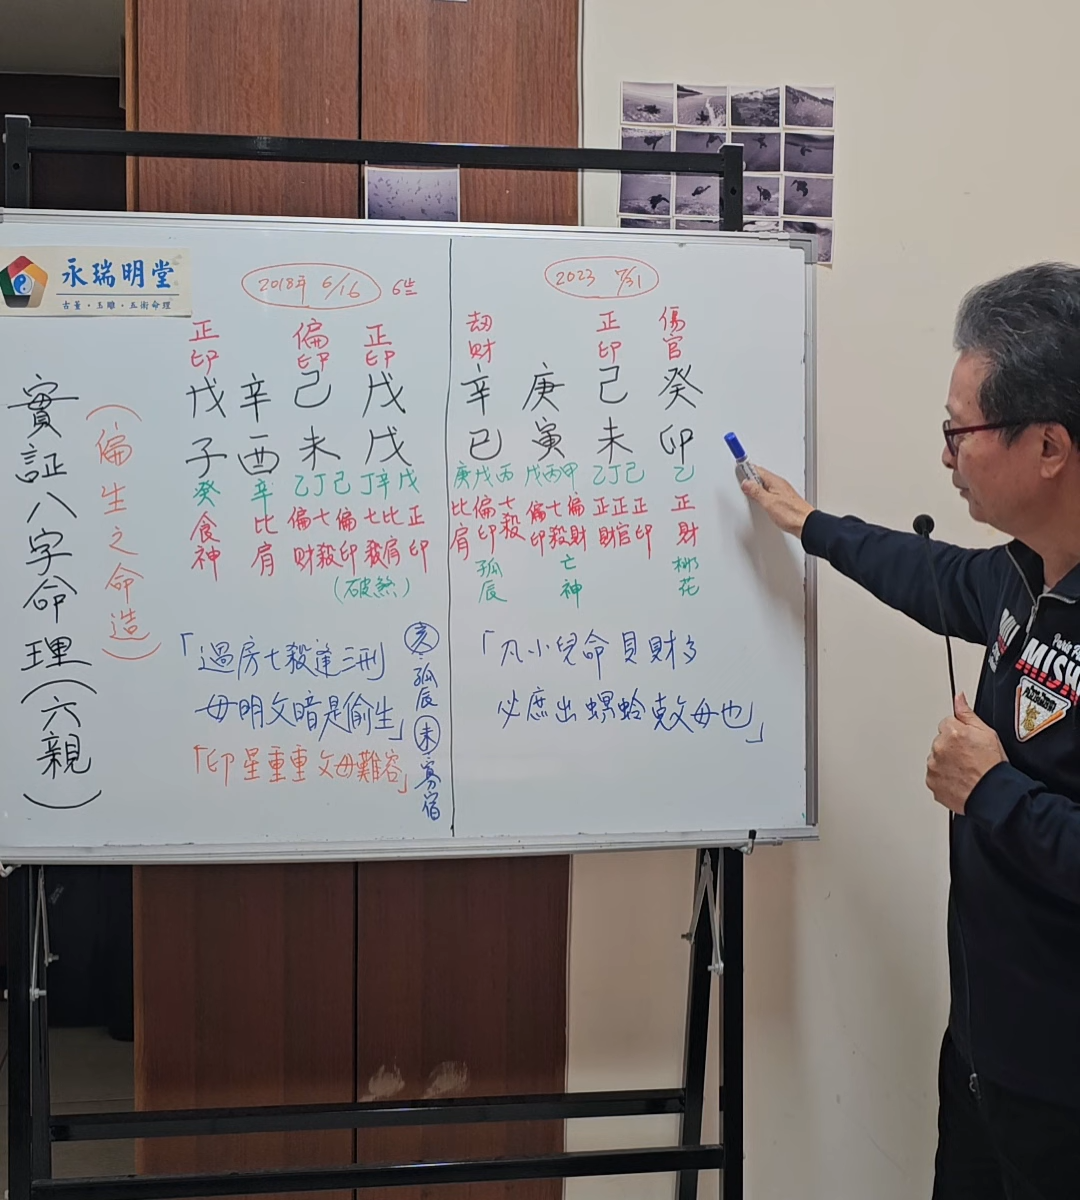 永瑞明堂
古董·玉雕·五術命理
實証八字命理(六親)
(偏生之命造)
2018年 6/16 6歲
正印 偏印 正印
戊 辛 己 戊
子 酉 未 戊
癸 辛 乙丁己 丁辛戊
食神 比肩 偏財 七殺 偏印 七殺 比肩 正印
(破煞)
「過房七殺逢三刑
母明父暗是偷生」
「印星重重父母難容」
亥 孤辰 未 寡宿
2023 7/31
劫財 正印 傷官
辛 庚 己 癸
巳 寅 未 卯
庚戊丙 戊丙甲 乙丁己 乙
比肩 偏印 七殺 偏印 七殺 偏財 正財 正官 正印 正財
孤辰 亡神 桃花
「凡小兒命見財多
必庶出螟蛉剋父母也」